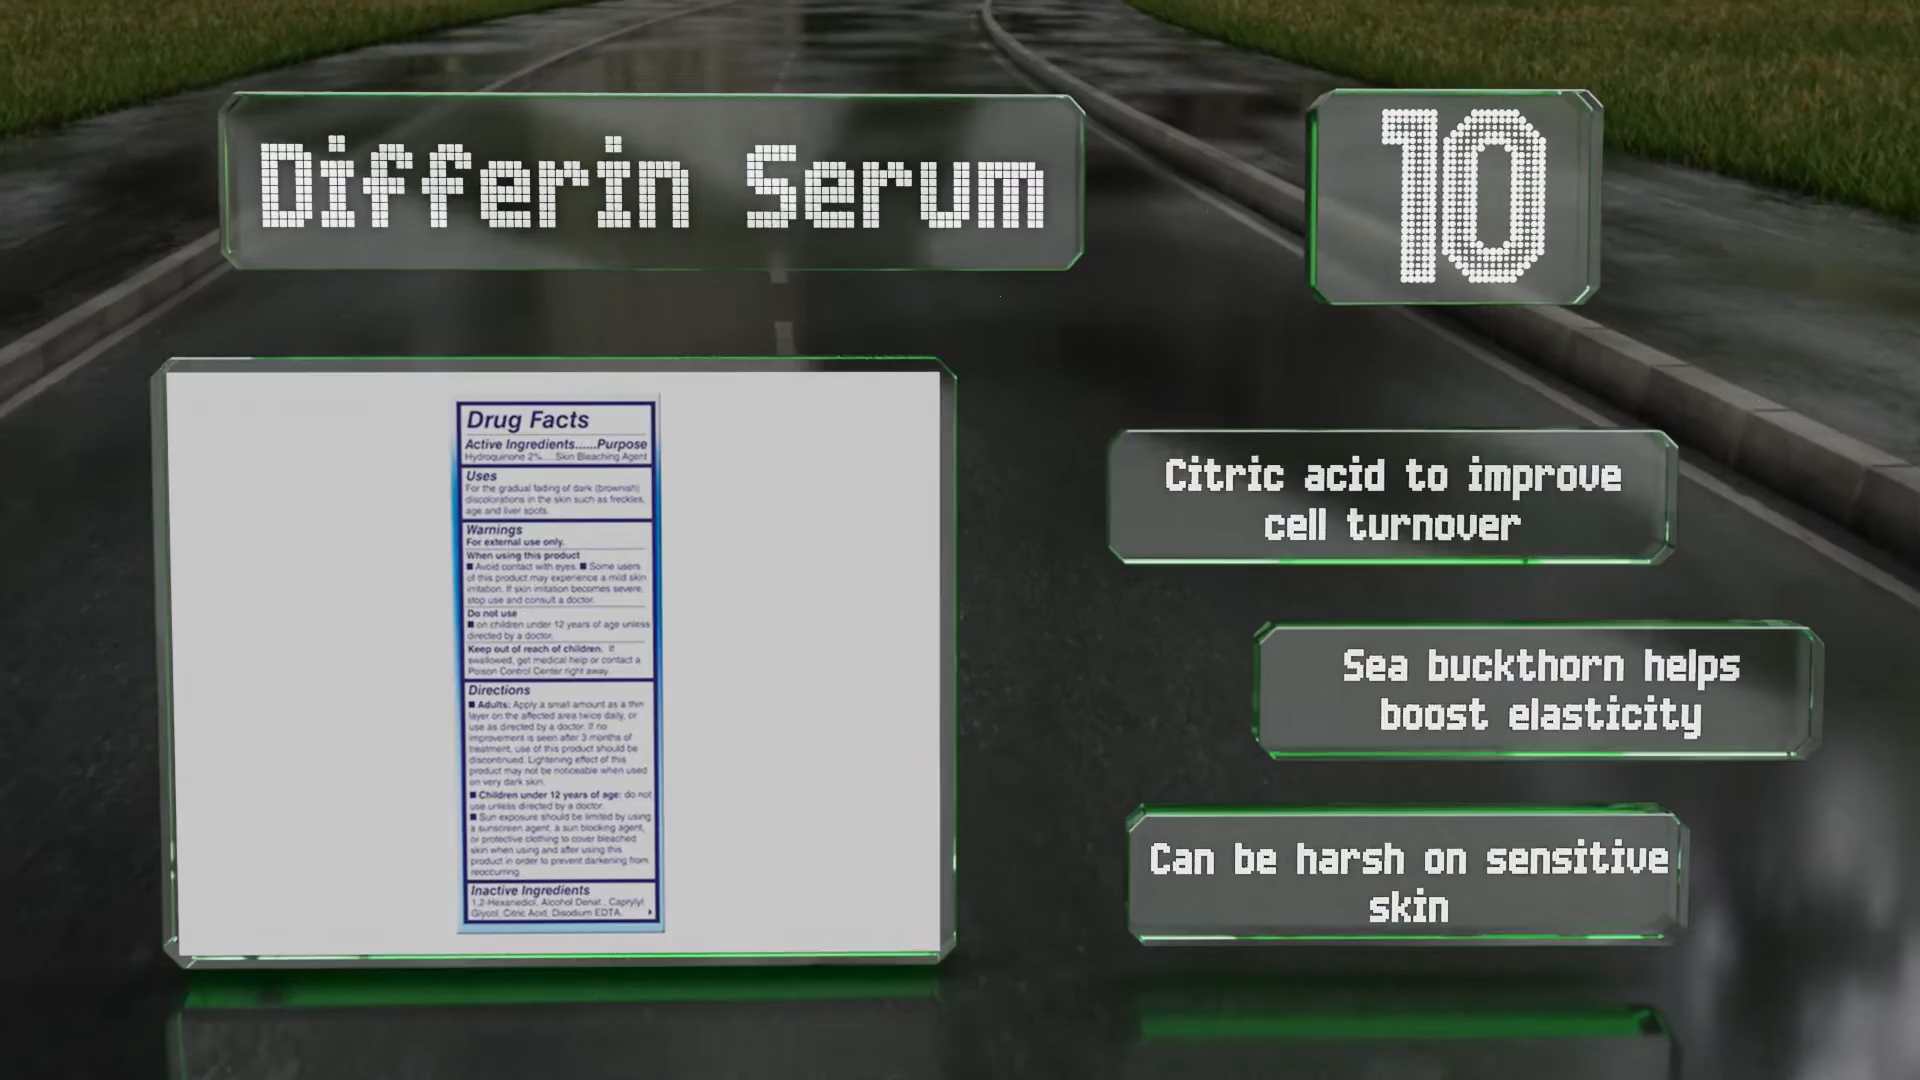 Differin Serum
10
Drug Facts
Active Ingredients......Purpose
Hydroquinone 2%.... Skin Bleaching Agent
Uses
For the gradual fading of dark (brownish)
discolorations in the skin such as freckles,
age and liver spots.
Warnings
For external use only.
When using this product
■ Avoid contact with eyes. ■ Some users
of this product may experience a mild skin
irritation. If skin irritation becomes severe,
stop use and consult a doctor.
Do not use
■ on children under 12 years of age unless
directed by a doctor.
Keep out of reach of children. If
swallowed, get medical help or contact a
Poison Control Center right away.
Directions
■ Adults: Apply a small amount as a thin
layer on the affected area twice daily, or
use as directed by a doctor. If no
improvement is seen after 3 months of
treatment, use of this product should be
discontinued. Lightening effect of this
product may not be noticeable when used
on very dark skin.
■ Children under 12 years of age: do not
use unless directed by a doctor.
■ Sun exposure should be limited by using
a sunscreen agent, a sun blocking agent,
or protective clothing to cover bleached
skin when using and after using this
product in order to prevent darkening from
reoccurring.
Inactive Ingredients
1,2-Hexanediol, Alcohol Denat., Caprylyl
Glycol, Citric Acid, Disodium EDTA,
Citric acid to improve
cell turnover
Sea buckthorn helps
boost elasticity
Can be harsh on sensitive
skin